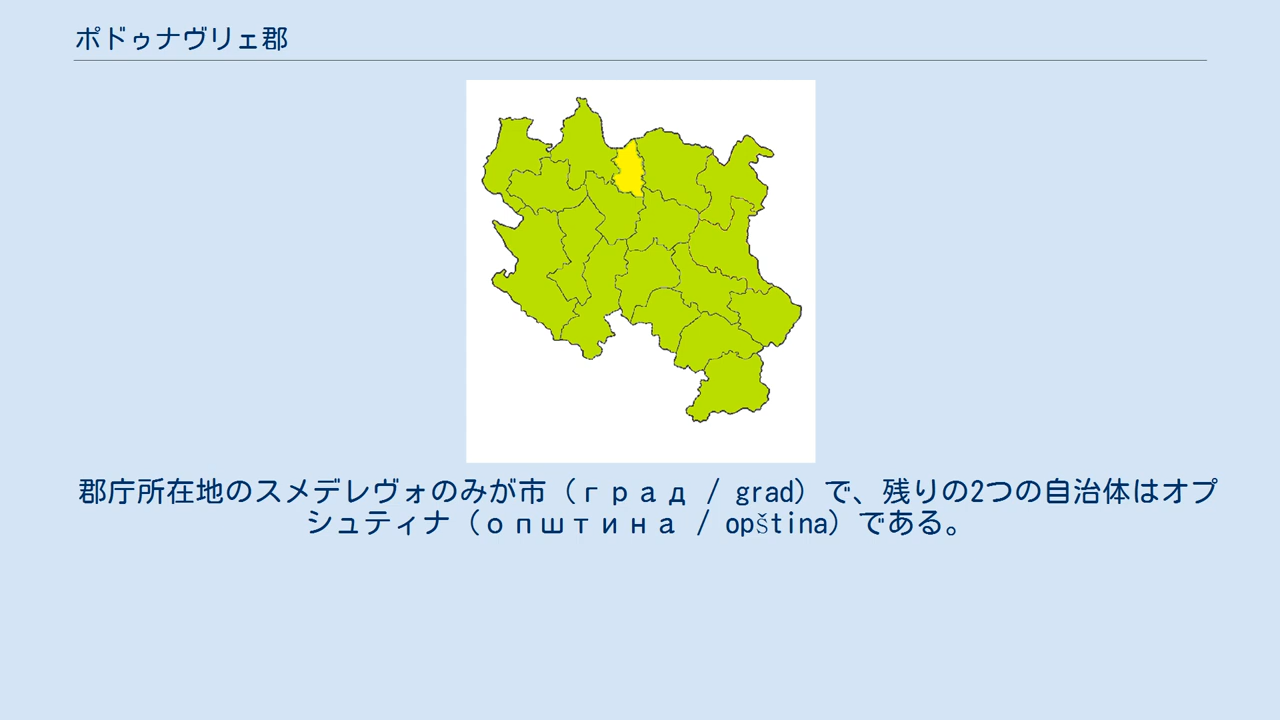 ポドゥナヴリェ郡
郡庁所在地のスメデレヴォのみが市（град / grad）で、残りの2つの自治体はオプ
シュティナ（општина / opština）である。